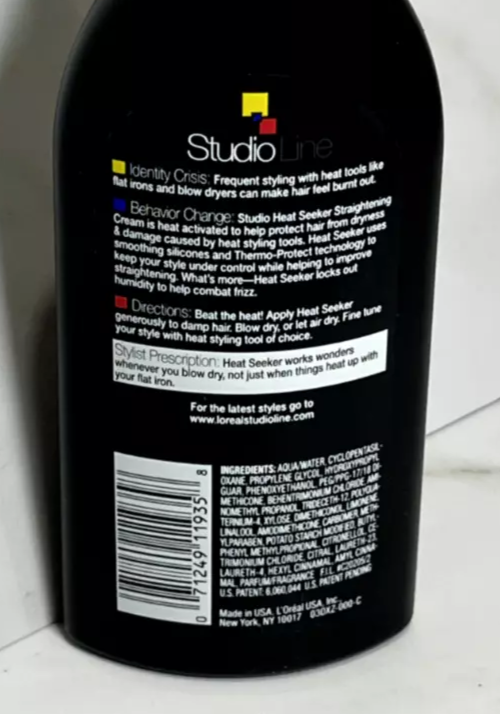 Studio Line
Identity Crisis: Frequent styling with heat tools like
flat irons and blow dryers can make hair feel burnt out.
Behavior Change: Studio Heat Seeker Straightening
Cream is heat activated to help protect hair from dryness
& damage caused by heat styling tools. Heat Seeker uses
smoothing silicones and Thermo-Protect technology to
keep your style under control while helping to improve
straightening. What's more—Heat Seeker locks out
humidity to help combat frizz.
Directions: Beat the heat! Apply Heat Seeker
generously to damp hair. Blow dry, or let air dry. Fine tune
your style with heat styling tool of choice.
Stylist Prescription: Heat Seeker works wonders
whenever you blow dry, not just when things heat up with
your flat iron.
For the latest styles go to
www.lorealstudioline.com
INGREDIENTS: AQUA/WATER, CYCLOPENTASIL-
OXANE, PROPYLENE GLYCOL, HYDROXYPROPYL
GUAR, PHENOXYETHANOL, PEG/PPG-17/18 DI-
METHICONE, BEHENTRIMONIUM CHLORIDE, AMI-
NOMETHYL PROPANOL, TRIDECETH-12, POLYQUA-
TERNIUM-4, XYLOSE, DIMETHICONOL, LIMONENE,
LINALOOL, AMODIMETHICONE, CARBOMER, METH-
YLPARABEN, POTATO STARCH MODIFIED, BUTYL-
PHENYL METHYLPROPIONAL, CITRONELLOL, CE-
TRIMONIUM CHLORIDE, CITRAL, LAURETH-23,
LAURETH-4, HEXYL CINNAMAL, AMYL CINNA-
MAL, PARFUM/FRAGRANCE F.I.L.
U.S. PATENT: 6,060,044 U.S. PATENT PENDING.
0 71249 11935 8
Made in USA. L'Oréal USA, Inc.
New York, NY 10017 03DX2-000-C